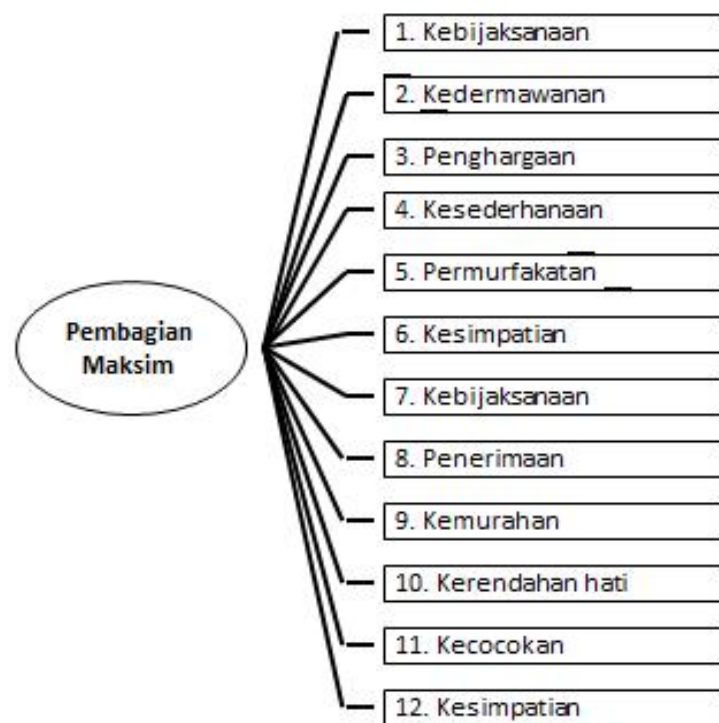 Pembagian
Maksim
1. Kebijaksanaan
2. Kedermawanan
3. Penghargaan
4. Kesederhanaan
5. Permurfakatan
6. Kesimpatian
7. Kebijaksanaan
8. Penerimaan
9. Kemurahan
10. Kerendahan hati
11. Kecocokan
12. Kesimpatian